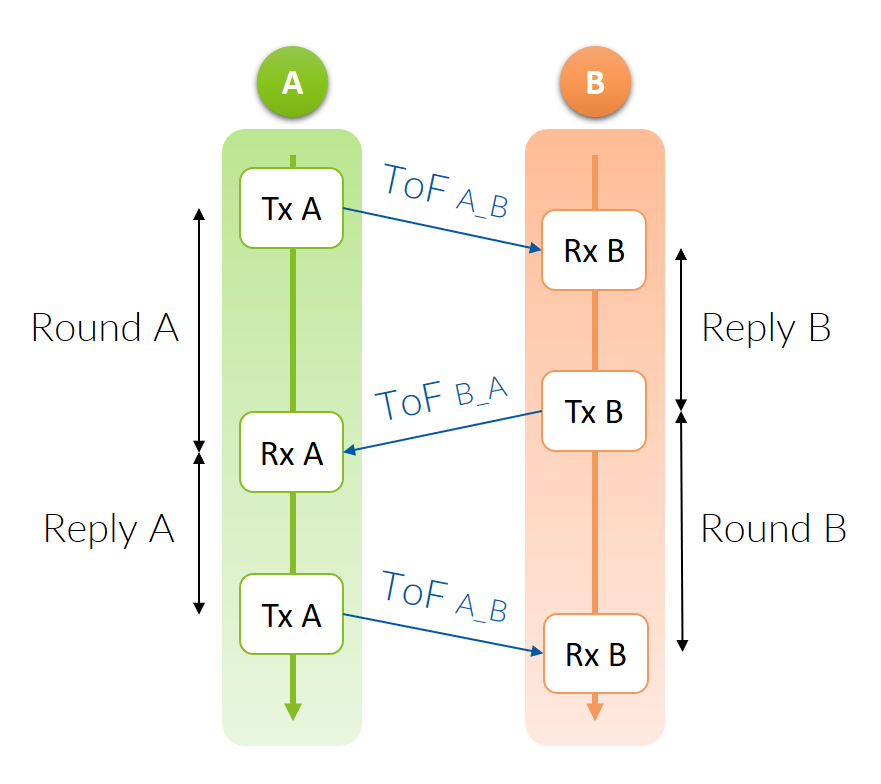 A
B
Tx A
ToF A_B
Rx B
Round A
Reply B
ToF B_A
Tx B
Rx A
Reply A
Round B
Tx A
ToF A_B
Rx B